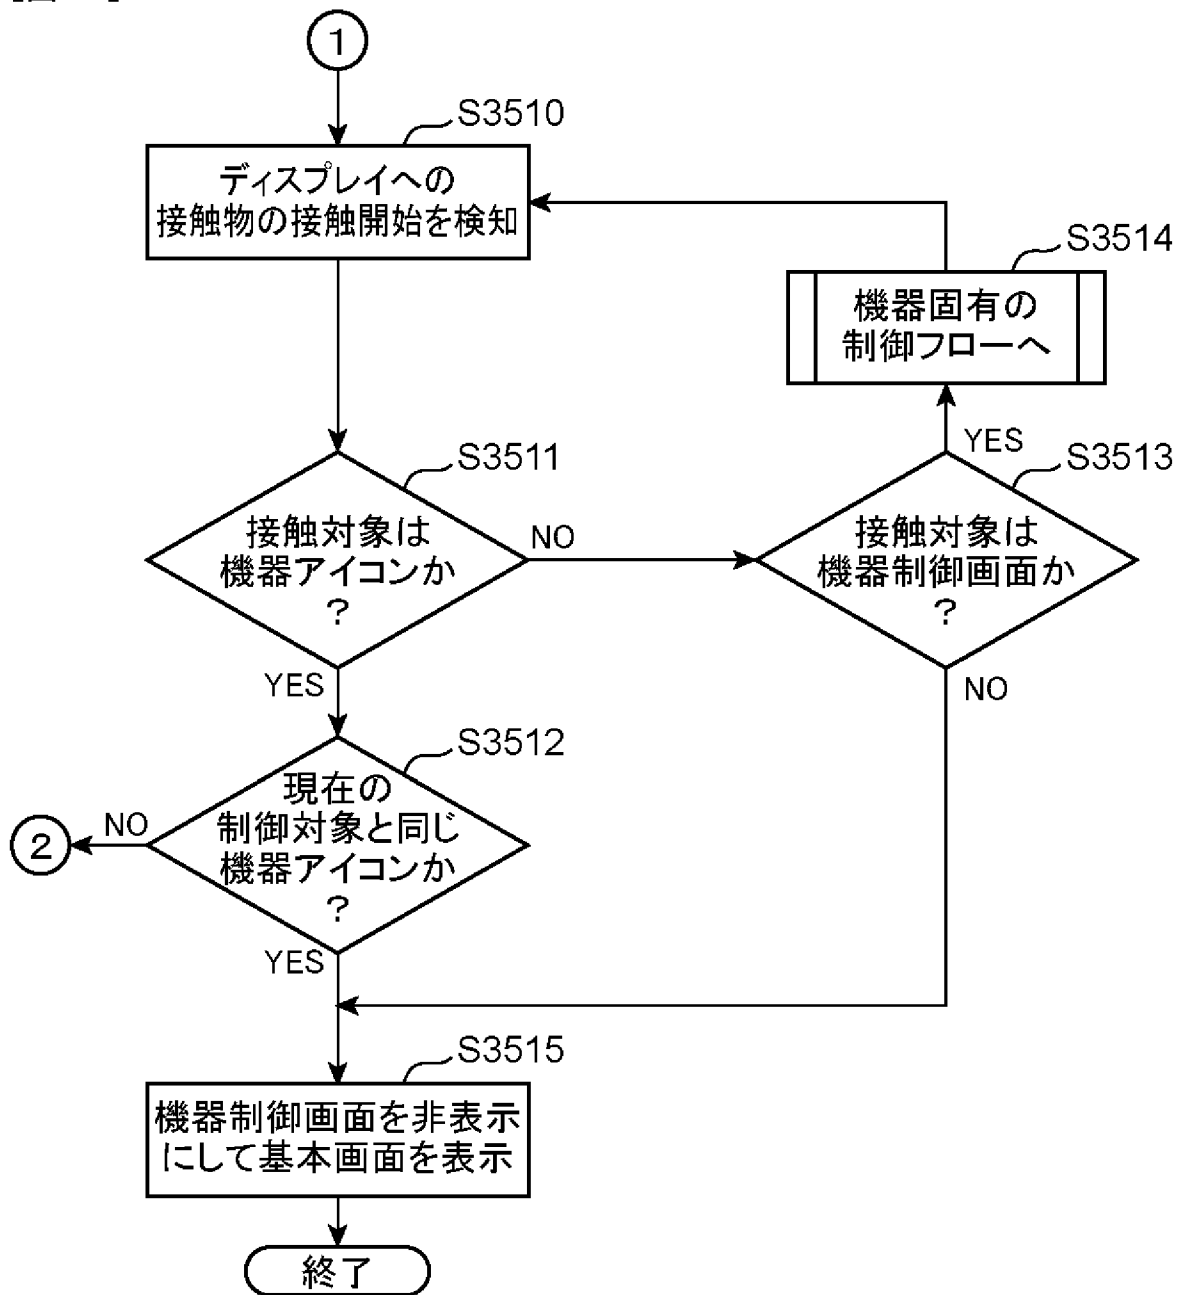 1
S3510
ディスプレイへの
接触物の接触開始を検知
S3514
機器固有の
制御フローへ
YES
S3511
接触対象は
機器アイコンか
?
NO
S3513
接触対象は
機器制御画面か
?
YES
NO
S3512
現在の
制御対象と同じ
機器アイコンか
?
NO
2
YES
S3515
機器制御画面を非表示
にして基本画面を表示
終了